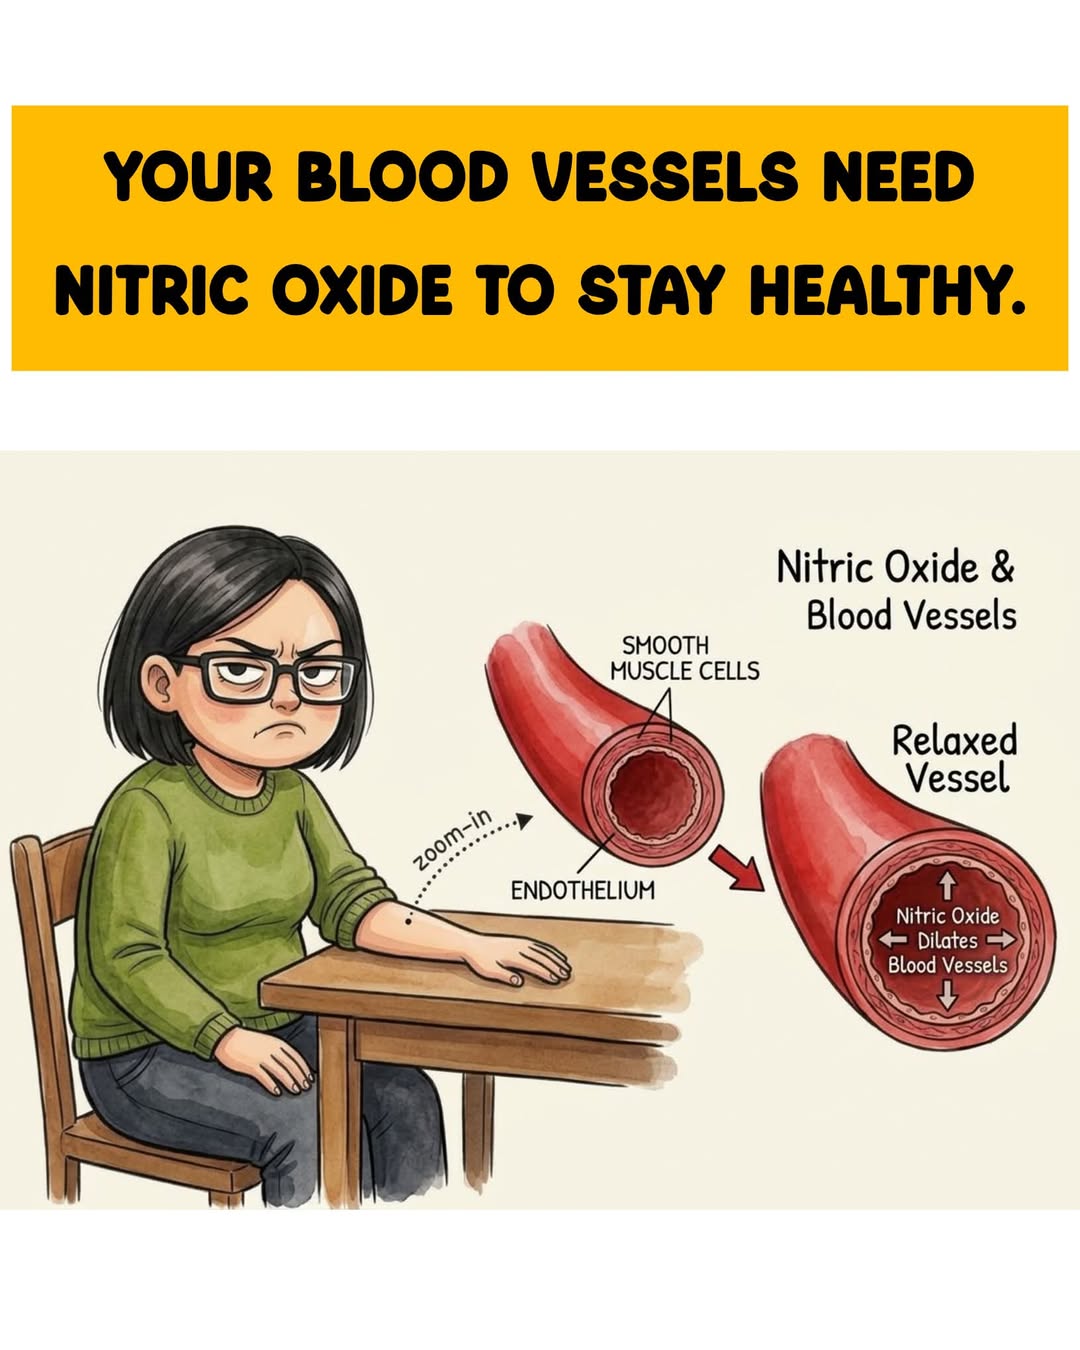 YOUR BLOOD VESSELS NEED
NITRIC OXIDE TO STAY HEALTHY.
Nitric Oxide &
Blood Vessels
SMOOTH
MUSCLE CELLS
Relaxed
Vessel
zoom-in
ENDOTHELIUM
Nitric Oxide
Dilates
Blood Vessels